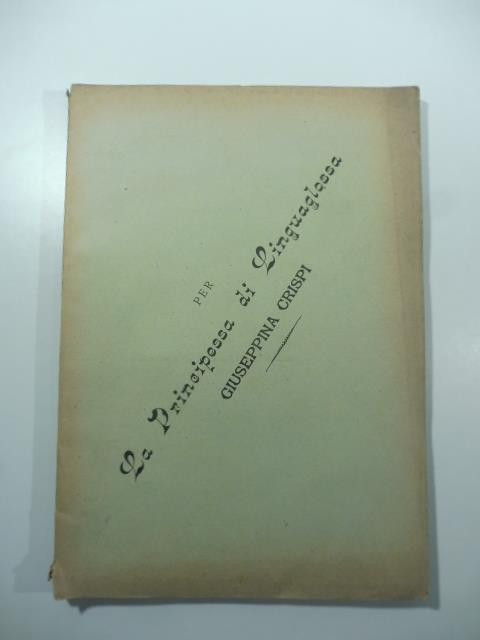 PER
La Principessa di Linguaglossa
GIUSEPPINA CRISPI